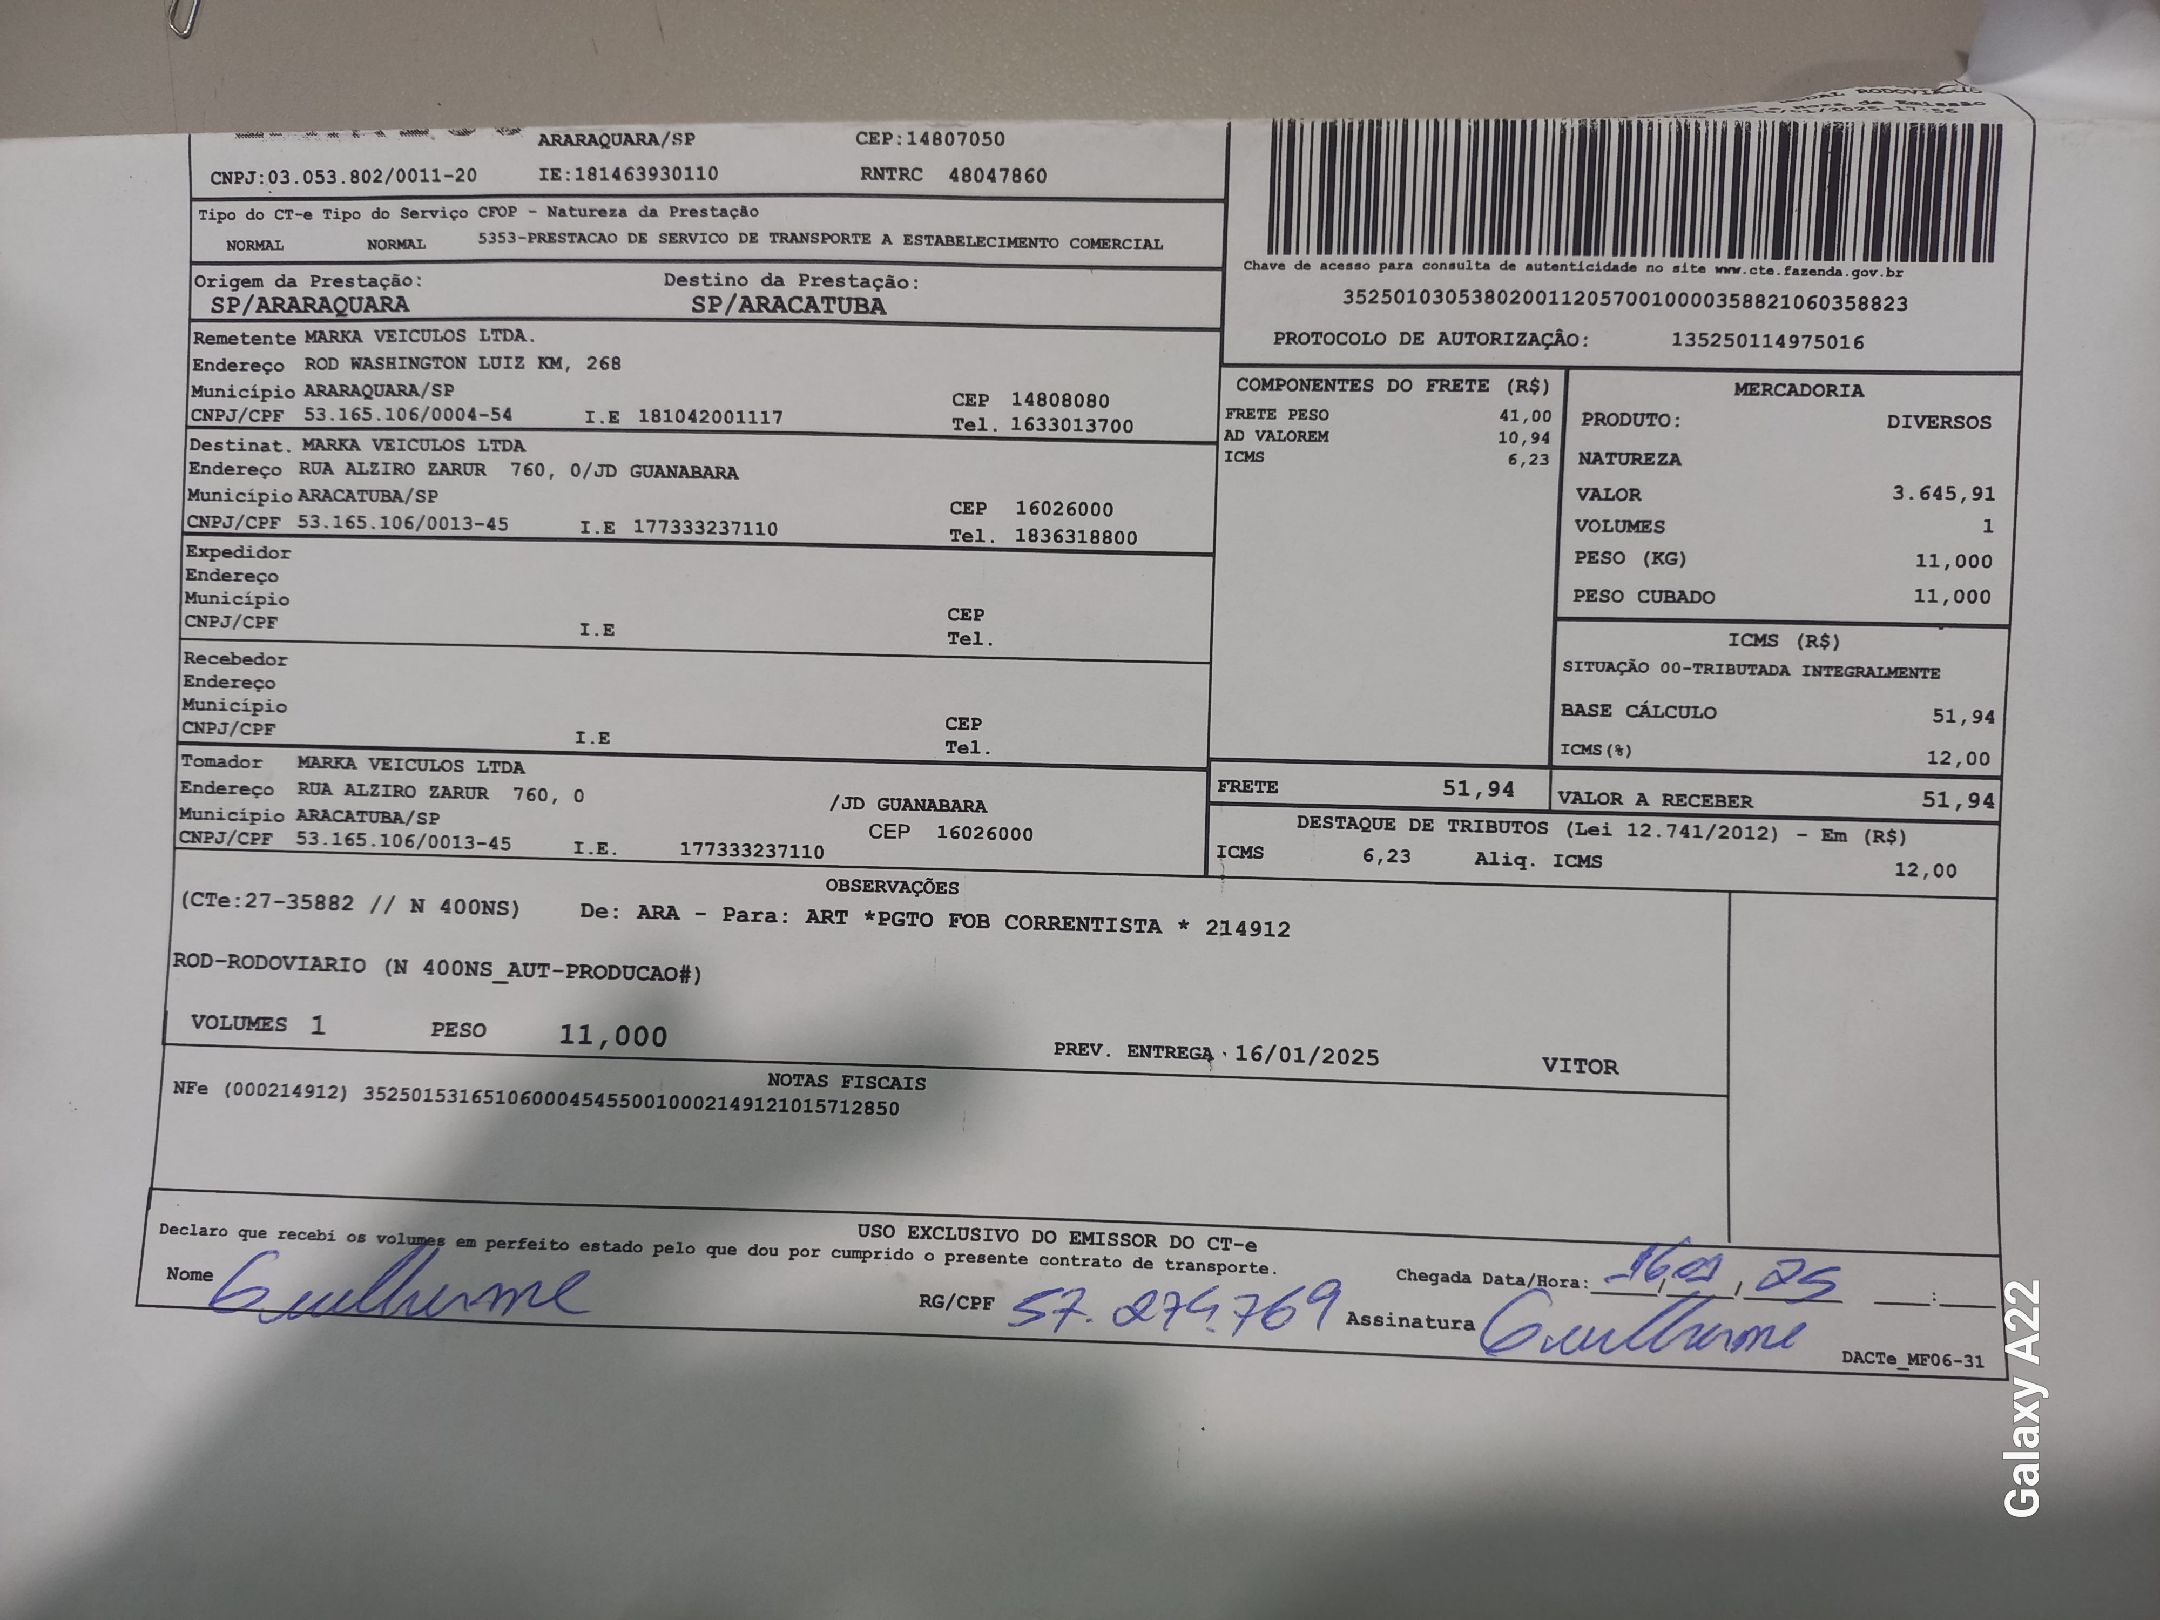 ARARAQUARA/SP CEP:14807050
CNPJ:03.053.802/0011-20 IE:181463930110 RNTRC 48047860
Tipo do CT-e Tipo do Serviço CFOP - Natureza da Prestação
NORMAL NORMAL 5353-PRESTACAO DE SERVICO DE TRANSPORTE A ESTABELECIMENTO COMERCIAL
Origem da Prestação: Destino da Prestação:
SP/ARARAQUARA SP/ARACATUBA
Remetente MARKA VEICULOS LTDA.
Endereço ROD WASHINGTON LUIZ KM, 268
Município ARARAQUARA/SP CEP 14808080
CNPJ/CPF 53.165.106/0004-54 I.E 181042001117 Tel. 1633013700
Destinat. MARKA VEICULOS LTDA
Endereço RUA ALZIRO ZARUR 760, 0/JD GUANABARA
Município ARACATUBA/SP CEP 16026000
CNPJ/CPF 53.165.106/0013-45 I.E 177333237110 Tel. 1836318800
Expedidor
Endereço
Município CEP
CNPJ/CPF I.E Tel.
Recebedor
Endereço
Município CEP
CNPJ/CPF I.E Tel.
Tomador MARKA VEICULOS LTDA
Endereço RUA ALZIRO ZARUR 760, 0 /JD GUANABARA
Município ARACATUBA/SP CEP 16026000
CNPJ/CPF 53.165.106/0013-45 I.E. 177333237110
Chave de acesso para consulta de autenticidade no site www.cte.fazenda.gov.br
35250103053802001120570010000358821060358823
PROTOCOLO DE AUTORIZAÇÂO: 135250114975016
COMPONENTES DO FRETE (R$)
FRETE PESO 41,00
AD VALOREM 10,94
ICMS 6,23
MERCADORIA
PRODUTO: DIVERSOS
NATUREZA
VALOR 3.645,91
VOLUMES 1
PESO (KG) 11,000
PESO CUBADO 11,000
ICMS (R$)
SITUAÇÃO 00-TRIBUTADA INTEGRALMENTE
BASE CÁLCULO 51,94
ICMS(%) 12,00
FRETE 51,94 VALOR A RECEBER 51,94
DESTAQUE DE TRIBUTOS (Lei 12.741/2012) - Em (R$)
ICMS 6,23 Aliq. ICMS 12,00
OBSERVAÇÕES
(CTe:27-35882 // N 400NS) De: ARA - Para: ART *PGTO FOB CORRENTISTA * 214912
ROD-RODOVIARIO (N 400NS_AUT-PRODUCAO#)
VOLUMES 1 PESO 11,000 PREV. ENTREGA 16/01/2025 VITOR
NOTAS FISCAIS
NFe (000214912) 35250153165106000454550010002149121015712850
USO EXCLUSIVO DO EMISSOR DO CT-e
Declaro que recebi os volumes em perfeito estado pelo que dou por cumprido o presente contrato de transporte.
Chegada Data/Hora: 16/01/25 __:__
Nome Guilherme RG/CPF 57.274.769 Assinatura Guilherme
DACTe_MF06-31
Galaxy A22